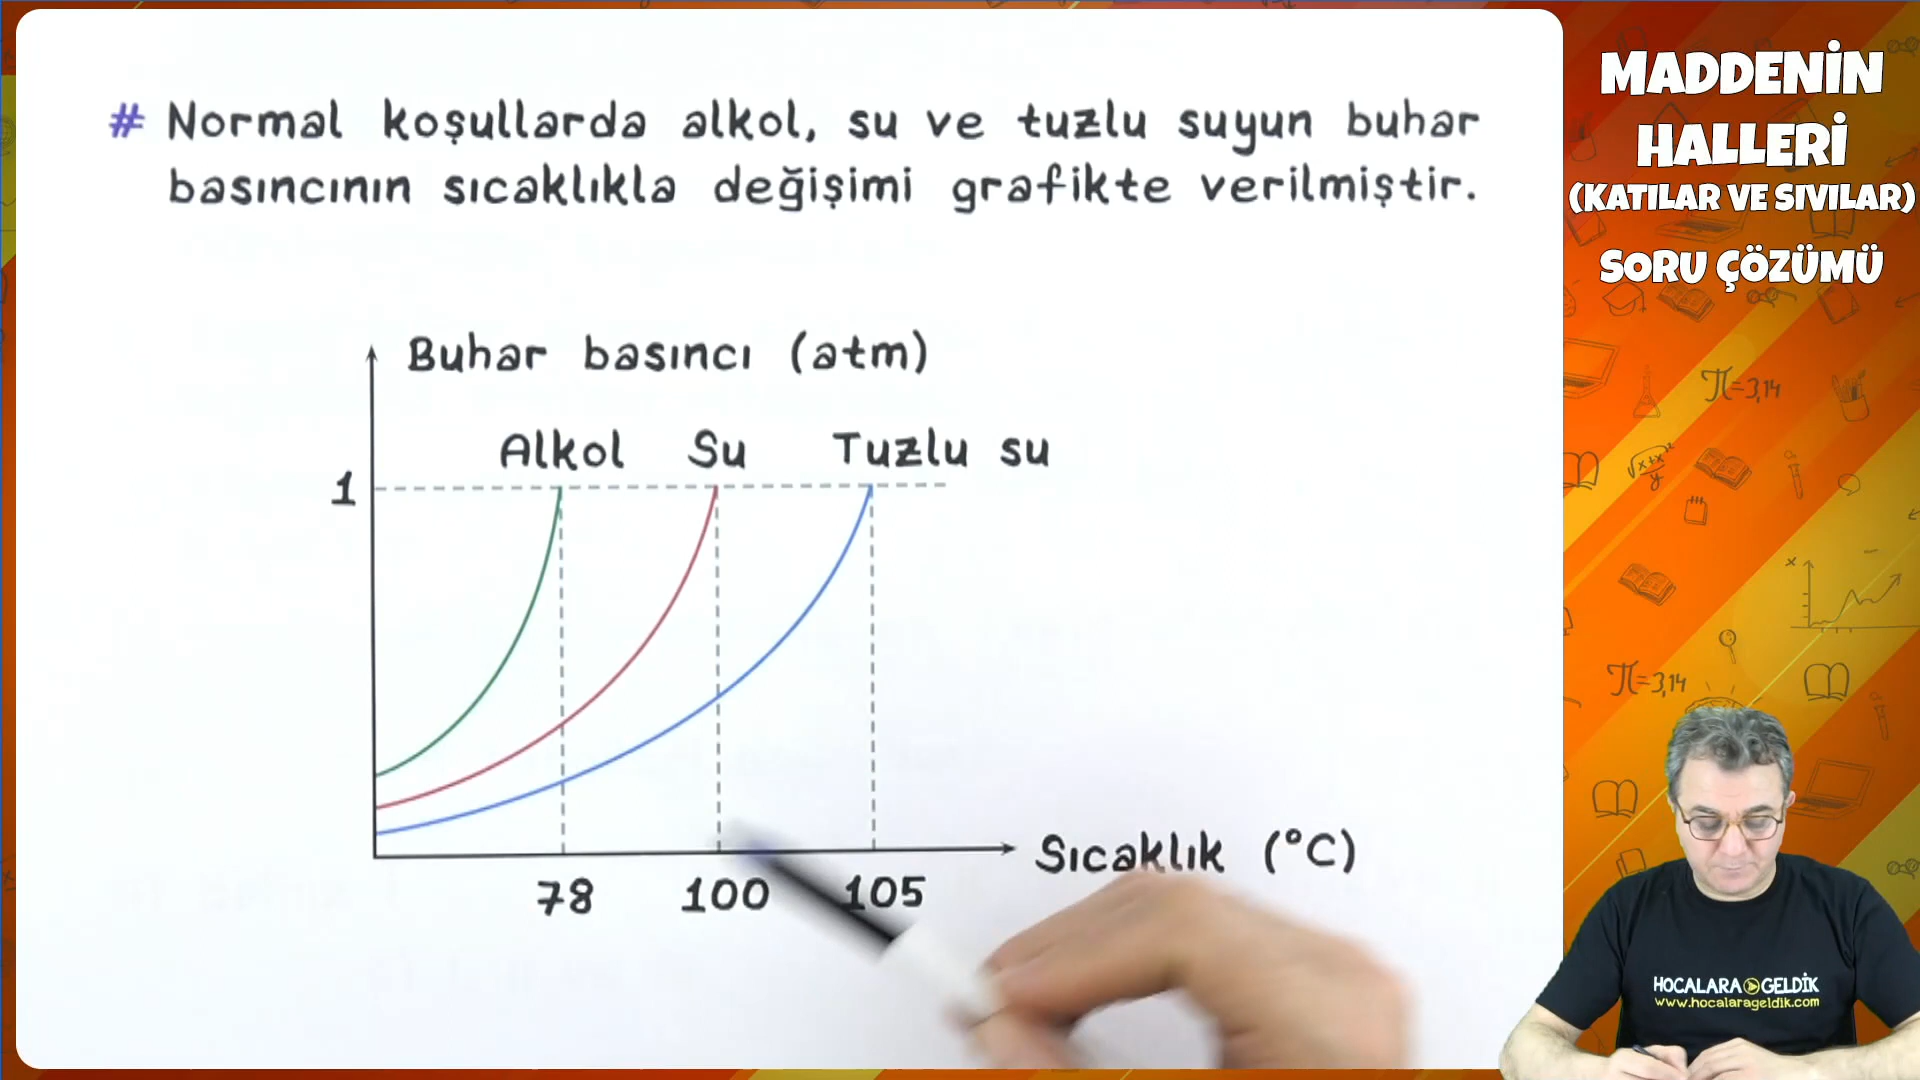 # Normal koşullarda alkol, su ve tuzlu suyun buhar
basıncının sıcaklıkla değişimi grafikte verilmiştir.
Buhar basıncı (atm)
Alkol Su Tuzlu su
1
78 100 105
Sıcaklık (°C)
MADDENİN
HALLERİ
(KATILAR VE SIVILAR)
SORU ÇÖZÜMÜ
π=3,14
√x+x²/y
x
π=3,14
HOCALARA GELDİK
www.hocalarageldik.com